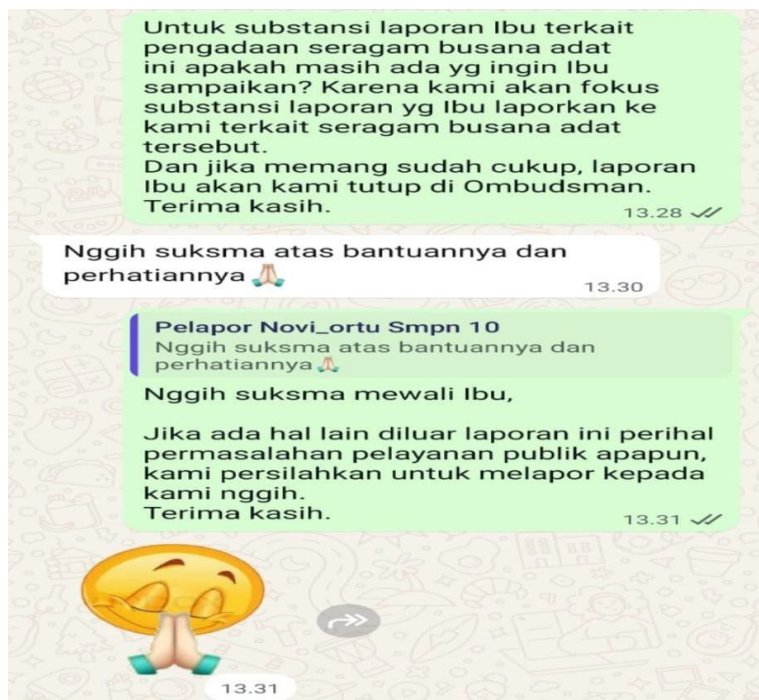 Untuk substansi laporan Ibu terkait
pengadaan seragam busana adat
ini apakah masih ada yg ingin Ibu
sampaikan? Karena kami akan fokus
substansi laporan yg Ibu laporkan ke
kami terkait seragam busana adat
tersebut.
Dan jika memang sudah cukup, laporan
Ibu akan kami tutup di Ombudsman.
Terima kasih.
13.28
Nggih suksma atas bantuannya dan
perhatiannya 🙏🏻
13.30
Pelapor Novi_ortu Smpn 10
Nggih suksma atas bantuannya dan
perhatiannya 🙏🏻
Nggih suksma mewali Ibu,
Jika ada hal lain diluar laporan ini perihal
permasalahan pelayanan publik apapun,
kami persilahkan untuk melapor kepada
kami nggih.
Terima kasih.
13.31
13.31